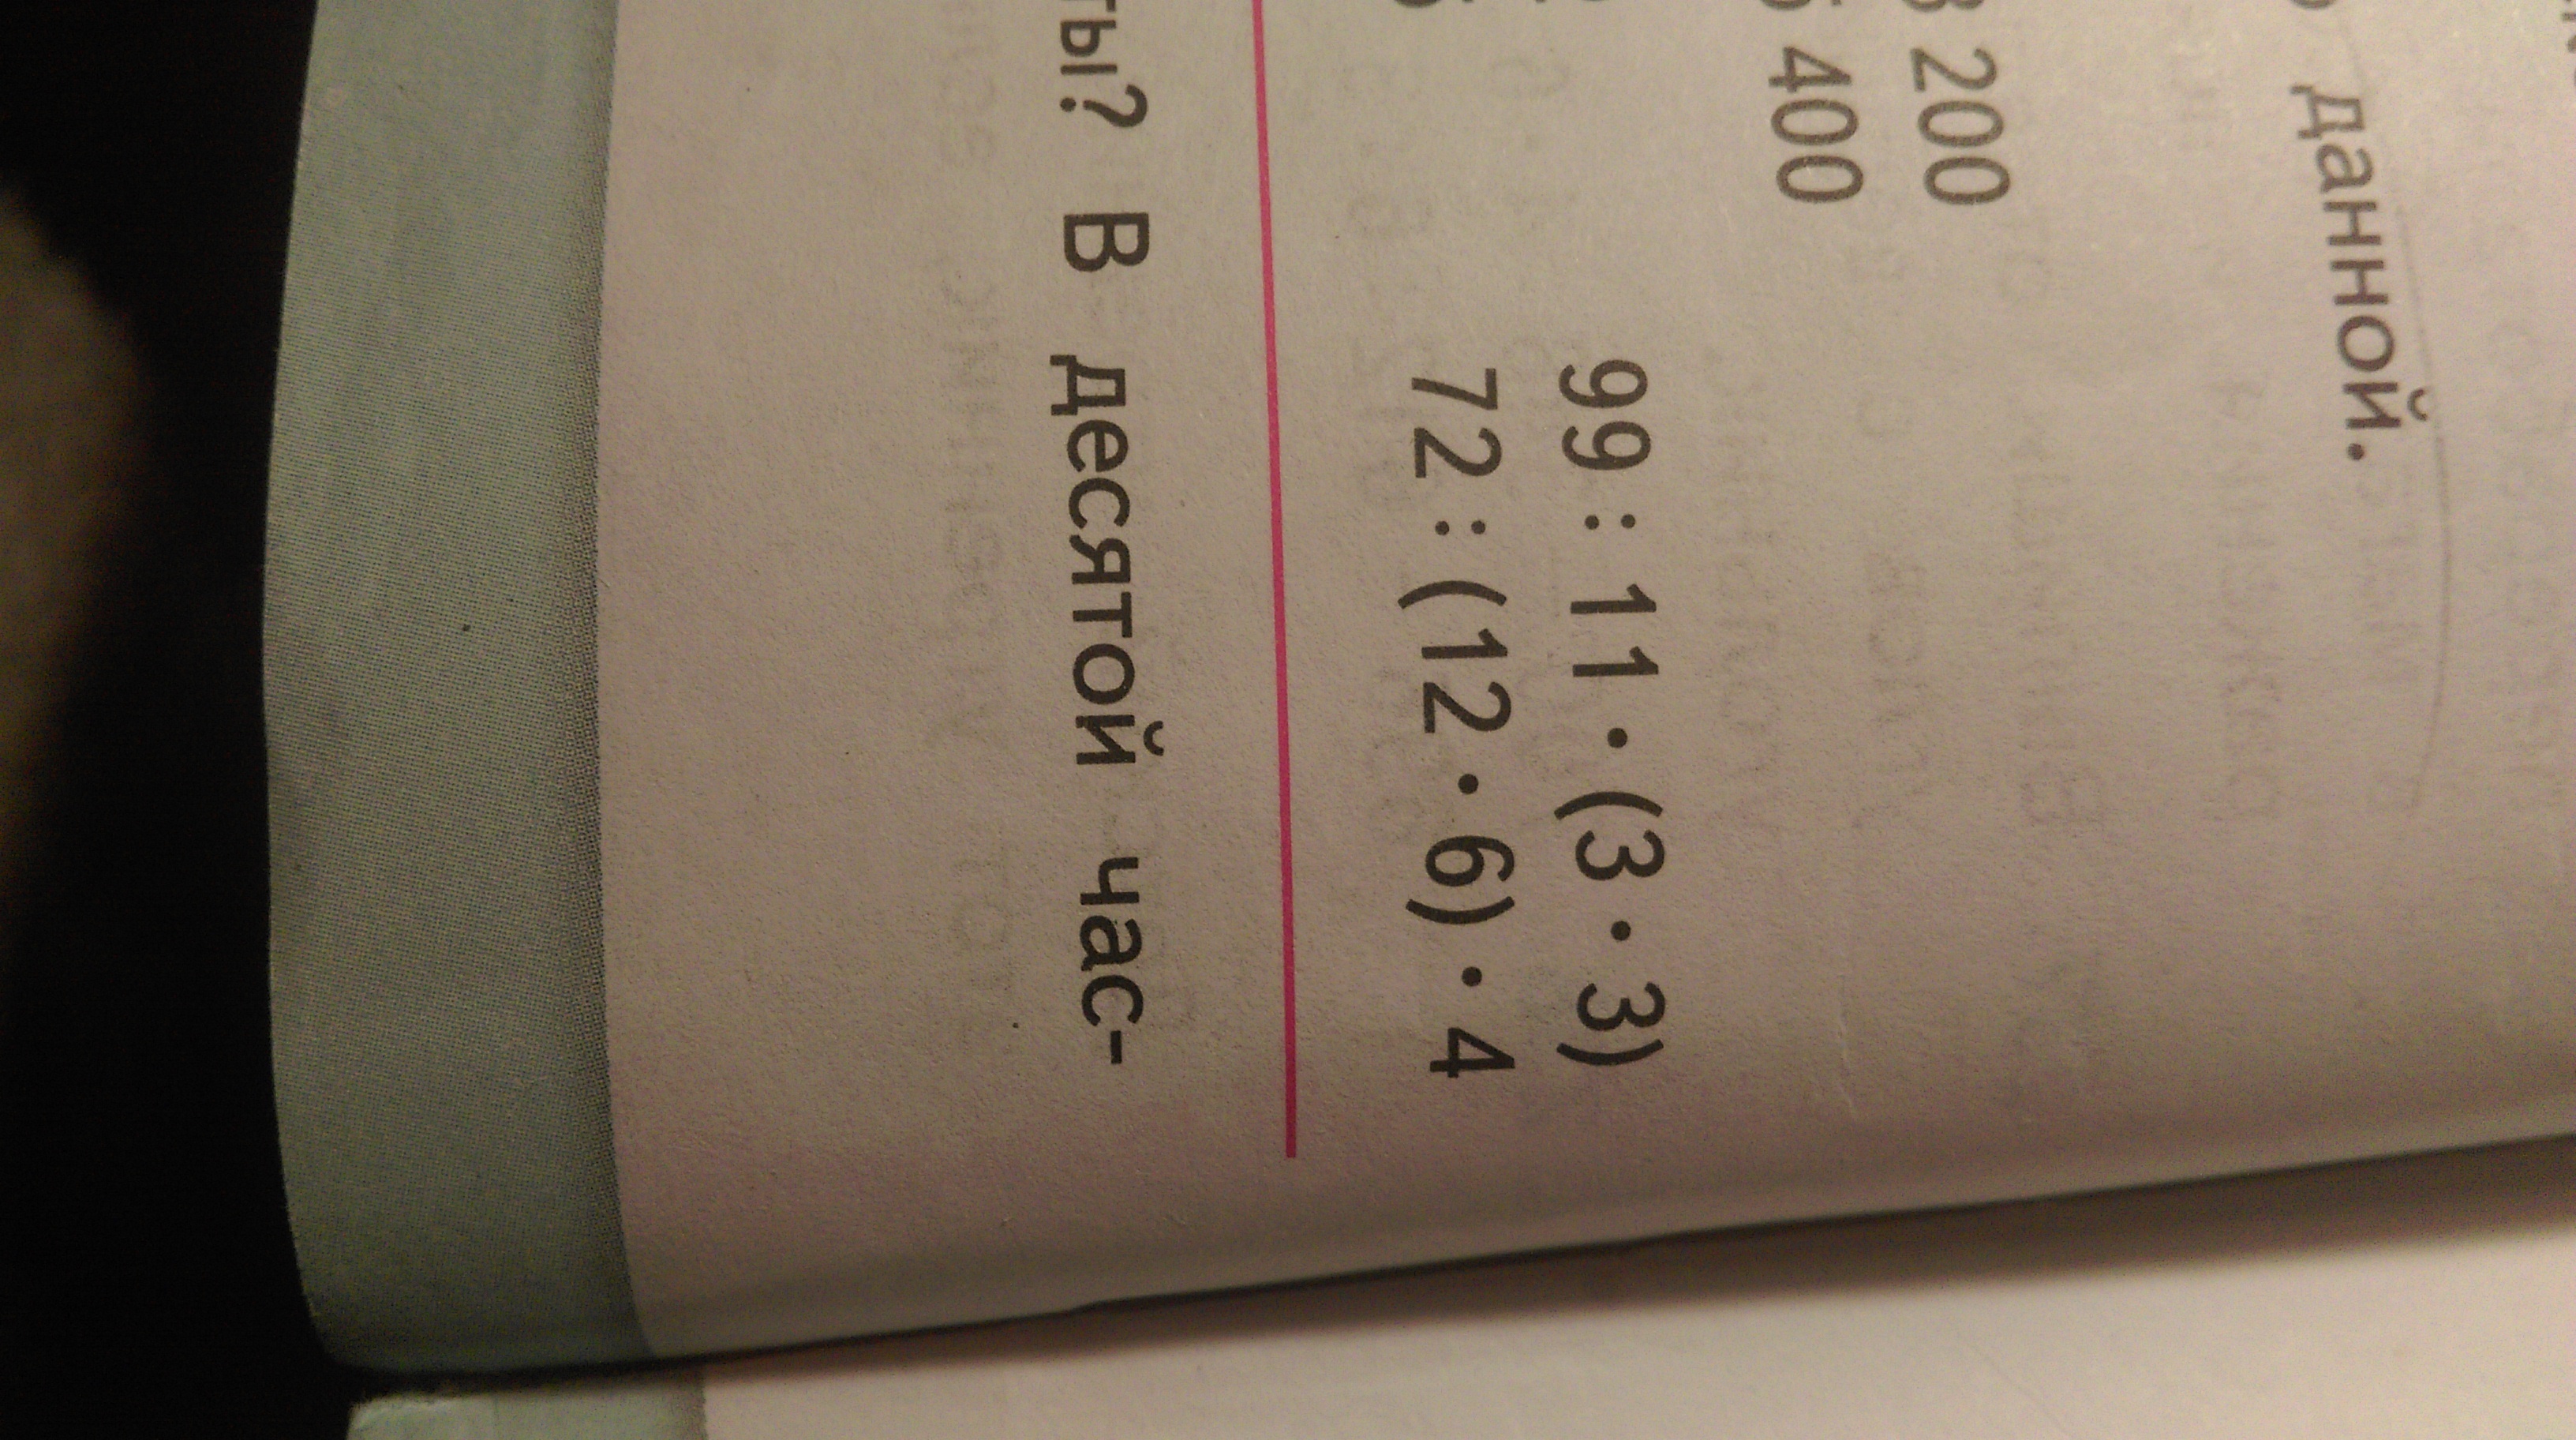 данной.
200
400
99 : 11 · (3 · 3)
72 : (12 · 6) · 4
ты? В десятой час-